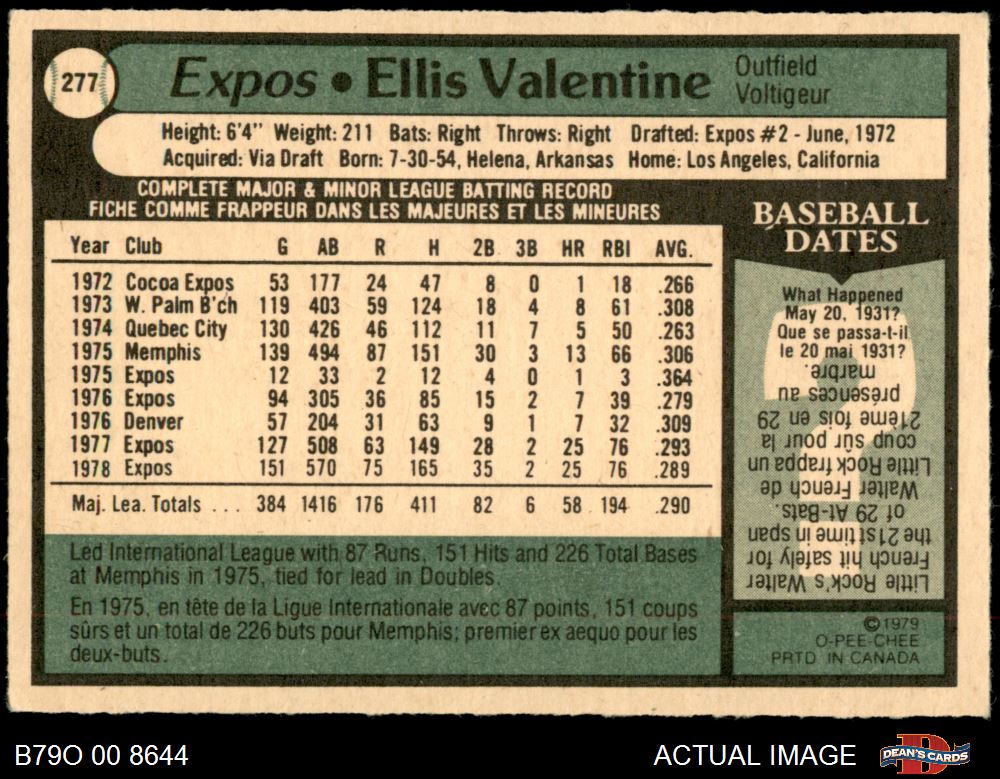 277
Expos • Ellis Valentine
Outfield
Voltigeur
Height: 6'4" Weight: 211 Bats: Right Throws: Right Drafted: Expos #2 - June, 1972
Acquired: Via Draft Born: 7-30-54, Helena, Arkansas Home: Los Angeles, California
COMPLETE MAJOR & MINOR LEAGUE BATTING RECORD
FICHE COMME FRAPPEUR DANS LES MAJEURES ET LES MINEURES
Year Club G AB R H 2B 3B HR RBI AVG.
1972 Cocoa Expos 53 177 24 47 8 0 1 18 .266
1973 W. Palm B'ch 119 403 59 124 18 4 8 61 .308
1974 Quebec City 130 426 46 112 11 7 5 50 .263
1975 Memphis 139 494 87 151 30 3 13 66 .306
1975 Expos 12 33 2 12 4 0 1 3 .364
1976 Expos 94 305 36 85 15 2 7 39 .279
1976 Denver 57 204 31 63 9 1 7 32 .309
1977 Expos 127 508 63 149 28 2 25 76 .293
1978 Expos 151 570 75 165 35 2 25 76 .289
Maj. Lea. Totals ... 384 1416 176 411 82 6 58 194 .290
Led International League with 87 Runs, 151 Hits and 226 Total Bases
at Memphis in 1975, tied for lead in Doubles.
En 1975, en tête de la Ligue Internationale avec 87 points, 151 coups
sûrs et un total de 226 buts pour Memphis; premier ex aequo pour les
deux-buts.
BASEBALL
DATES
What Happened
May 20, 1931?
Que se passa-t-il
le 20 mai 1931?
Little Rock's Walter
French hit safely for
the 21st time in span
of 29 At-Bats.
Walter French de
Little Rock frappa un
coup sûr pour la
21ème fois en 29
présences au
marbre.
©1979
O-PEE-CHEE
PRTD IN CANADA
B79O 00 8644
ACTUAL IMAGE
DEAN'S CARDS